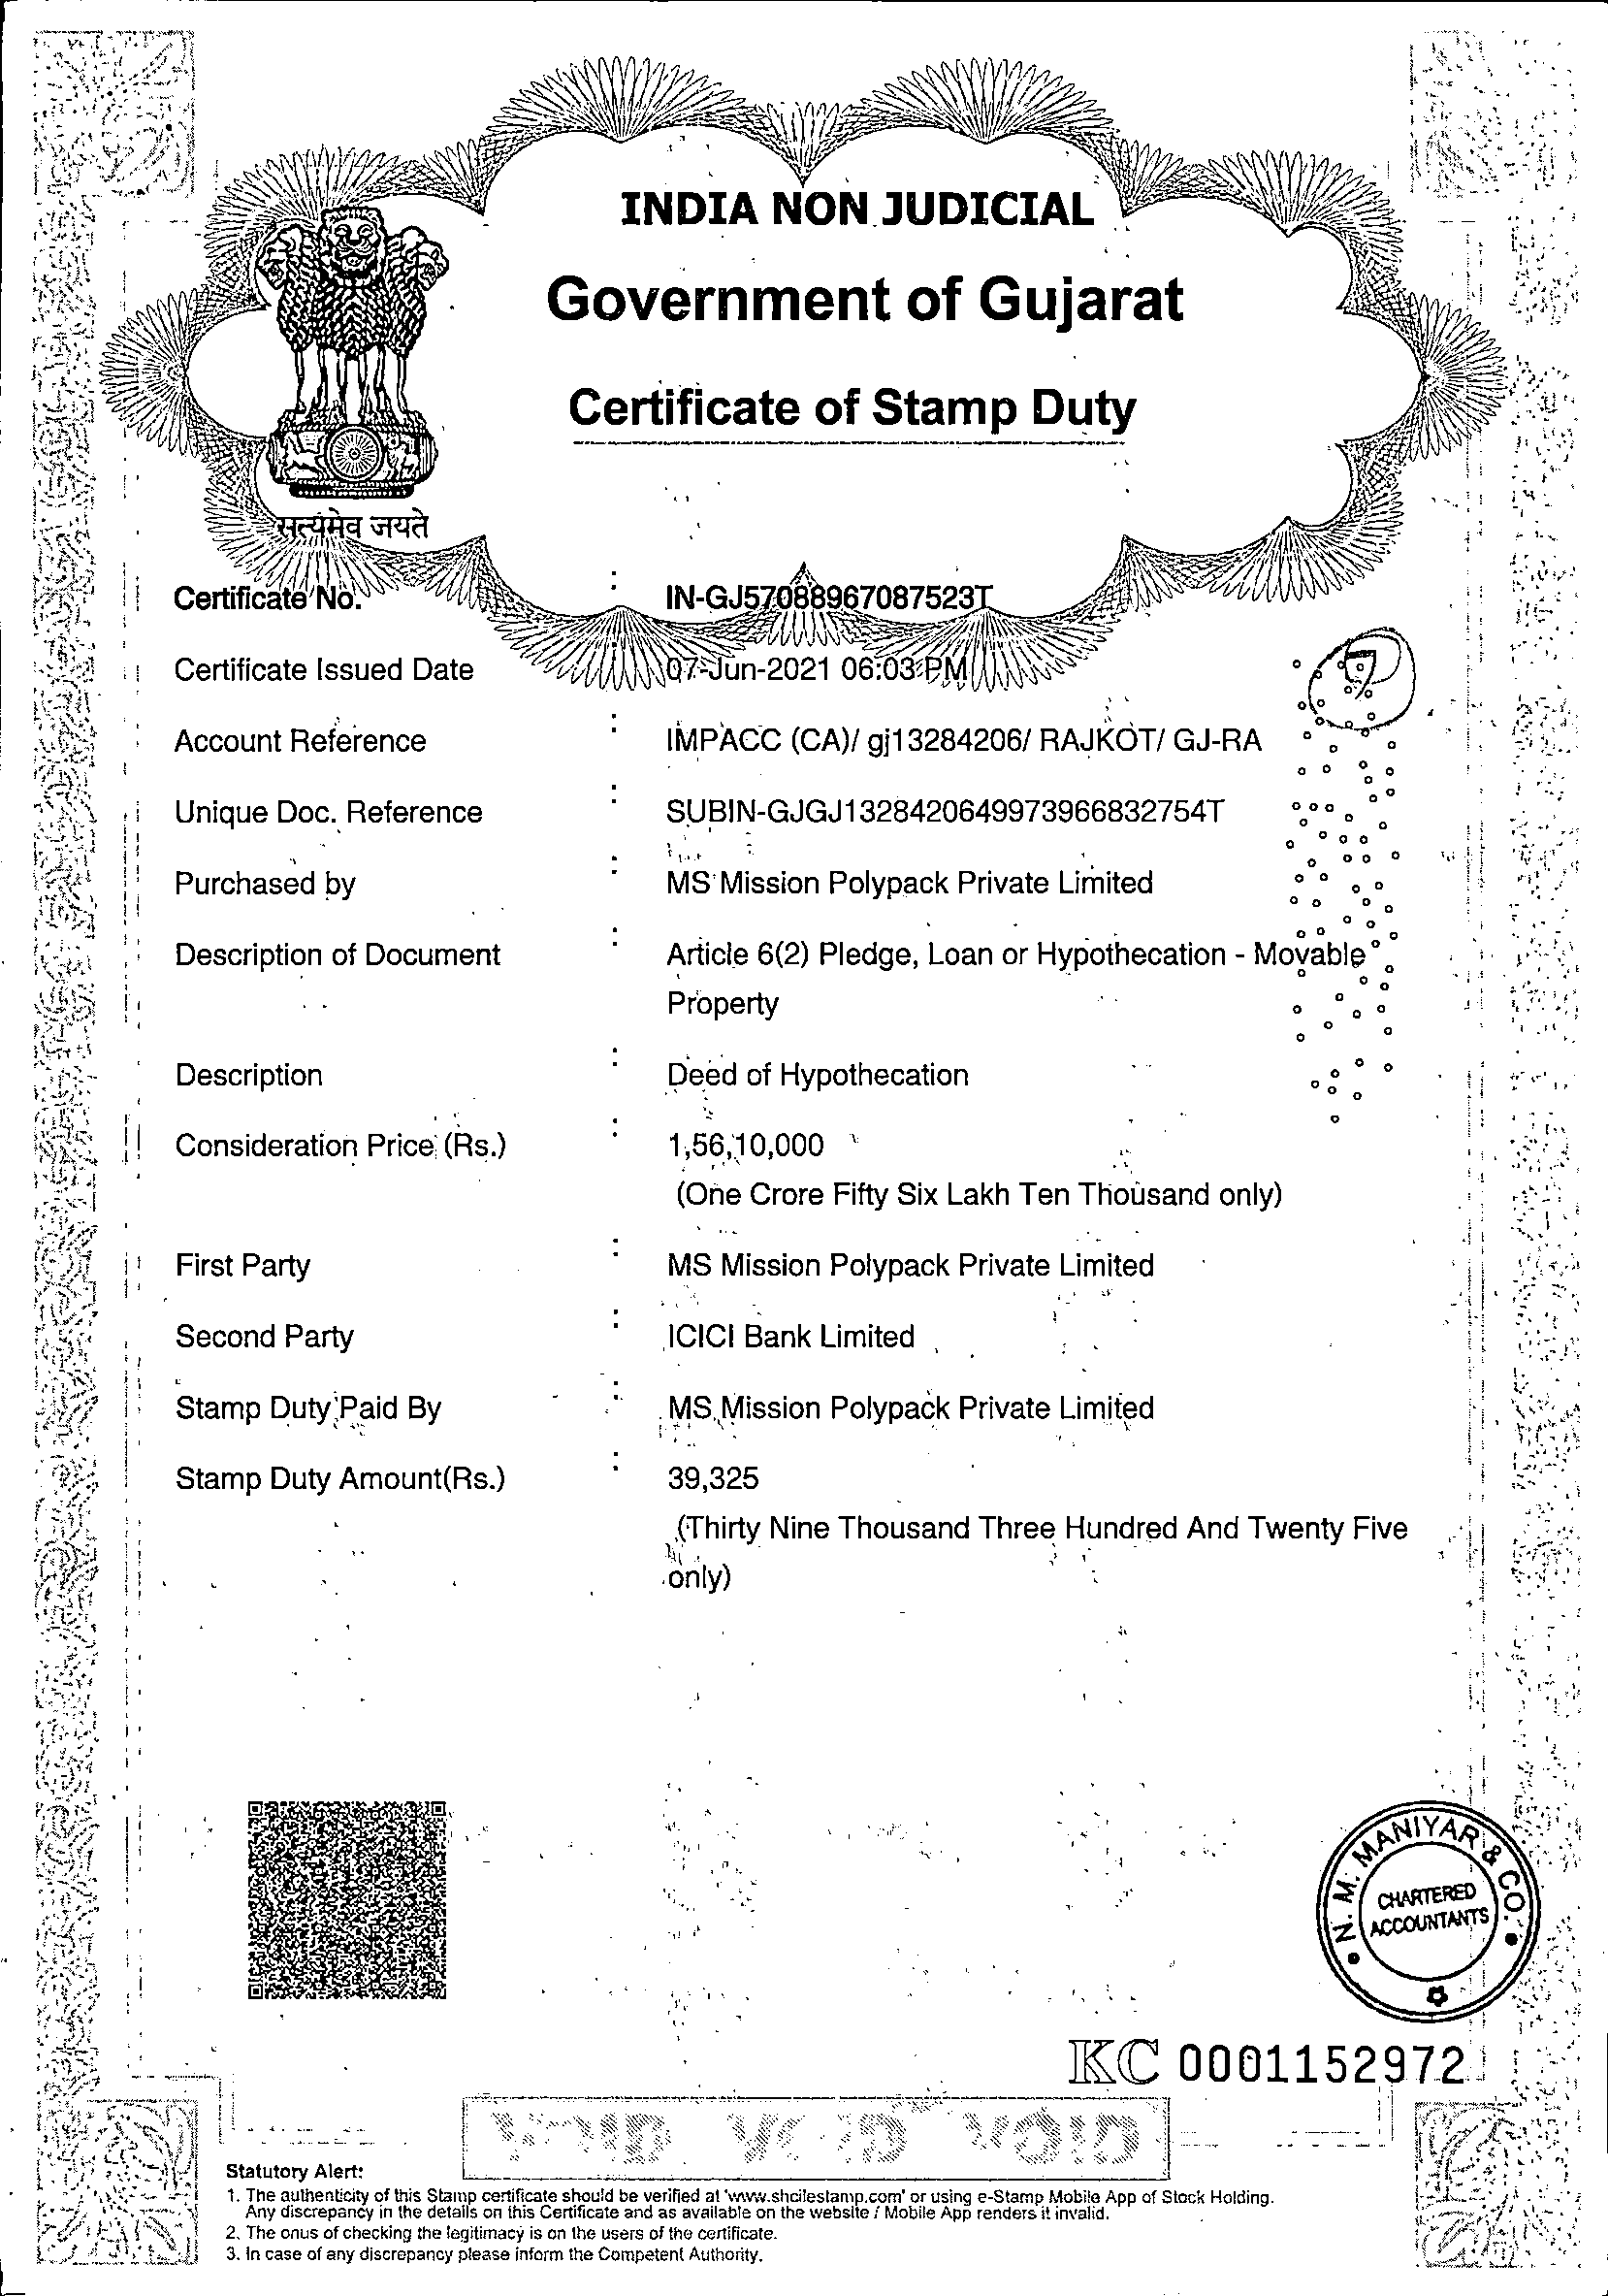 INDIA NON JUDICIAL
Government of Gujarat
Certificate of Stamp Duty
सत्यमेव जयते
Certificate No. : IN-GJ57088967087523T
Certificate Issued Date : 07-Jun-2021 06:03 PM
Account Reference : IMPACC (CA)/ gj13284206/ RAJKOT/ GJ-RA
Unique Doc. Reference : SUBIN-GJGJ1328420649973966832754T
Purchased by : MS Mission Polypack Private Limited
Description of Document : Article 6(2) Pledge, Loan or Hypothecation - Movable
Property
Description : Deed of Hypothecation
Consideration Price (Rs.) : 1,56,10,000
(One Crore Fifty Six Lakh Ten Thousand only)
First Party : MS Mission Polypack Private Limited
Second Party : ICICI Bank Limited
Stamp Duty Paid By : MS Mission Polypack Private Limited
Stamp Duty Amount(Rs.) : 39,325
(Thirty Nine Thousand Three Hundred And Twenty Five
only)
N. M. MANIYAR & CO.
CHARTERED
ACCOUNTANTS
KC 0001152972
VOID VOID VOID
Statutory Alert:
1. The authenticity of this Stamp certificate should be verified at 'www.shcilestamp.com' or using e-Stamp Mobile App of Stock Holding.
Any discrepancy in the details on this Certificate and as available on the website / Mobile App renders it invalid.
2. The onus of checking the legitimacy is on the users of the certificate.
3. In case of any discrepancy please inform the Competent Authority.